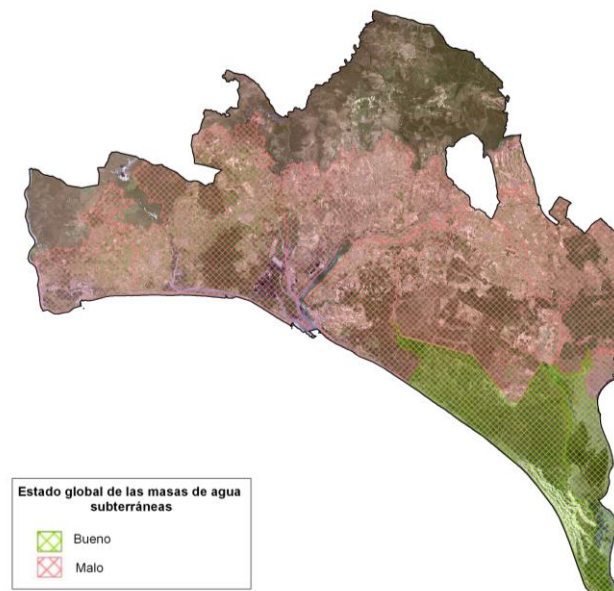 Estado global de las masas de agua
subterráneas
Bueno
Malo